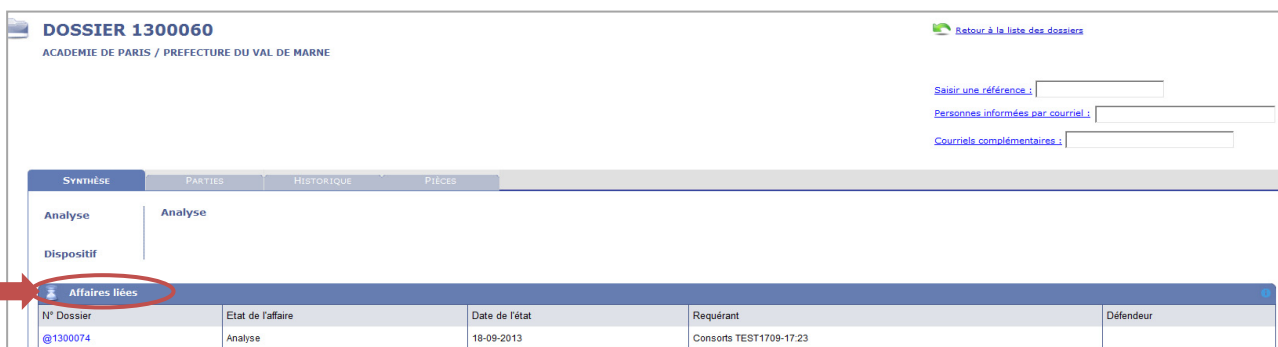 DOSSIER 1300060
Retour à la liste des dossiers
ACADEMIE DE PARIS / PREFECTURE DU VAL DE MARNE
Saisir une référence :
Personnes informées par courriel :
Courriels complémentaires :
SYNTHÈSE PARTIES HISTORIQUE PIÈCES
Analyse Analyse
Dispositif
Affaires liées
N° Dossier Etat de l'affaire Date de l'état Requérant Défendeur
@1300074 Analyse 18-09-2013 Consorts TEST1709-17:23